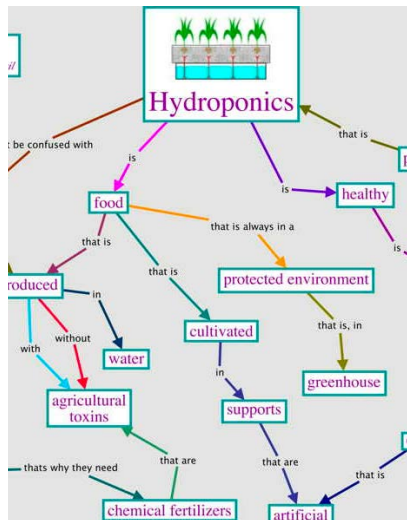 il
Hydroponics
t be confused with
that is
is
is
food
healthy
is
that is
that is always in a
that is
roduced
in
protected environment
with
without
water
cultivated
that is, in
in
greenhouse
agricultural
toxins
supports
thats why they need
that are
that are
that is
chemical fertilizers
artificial